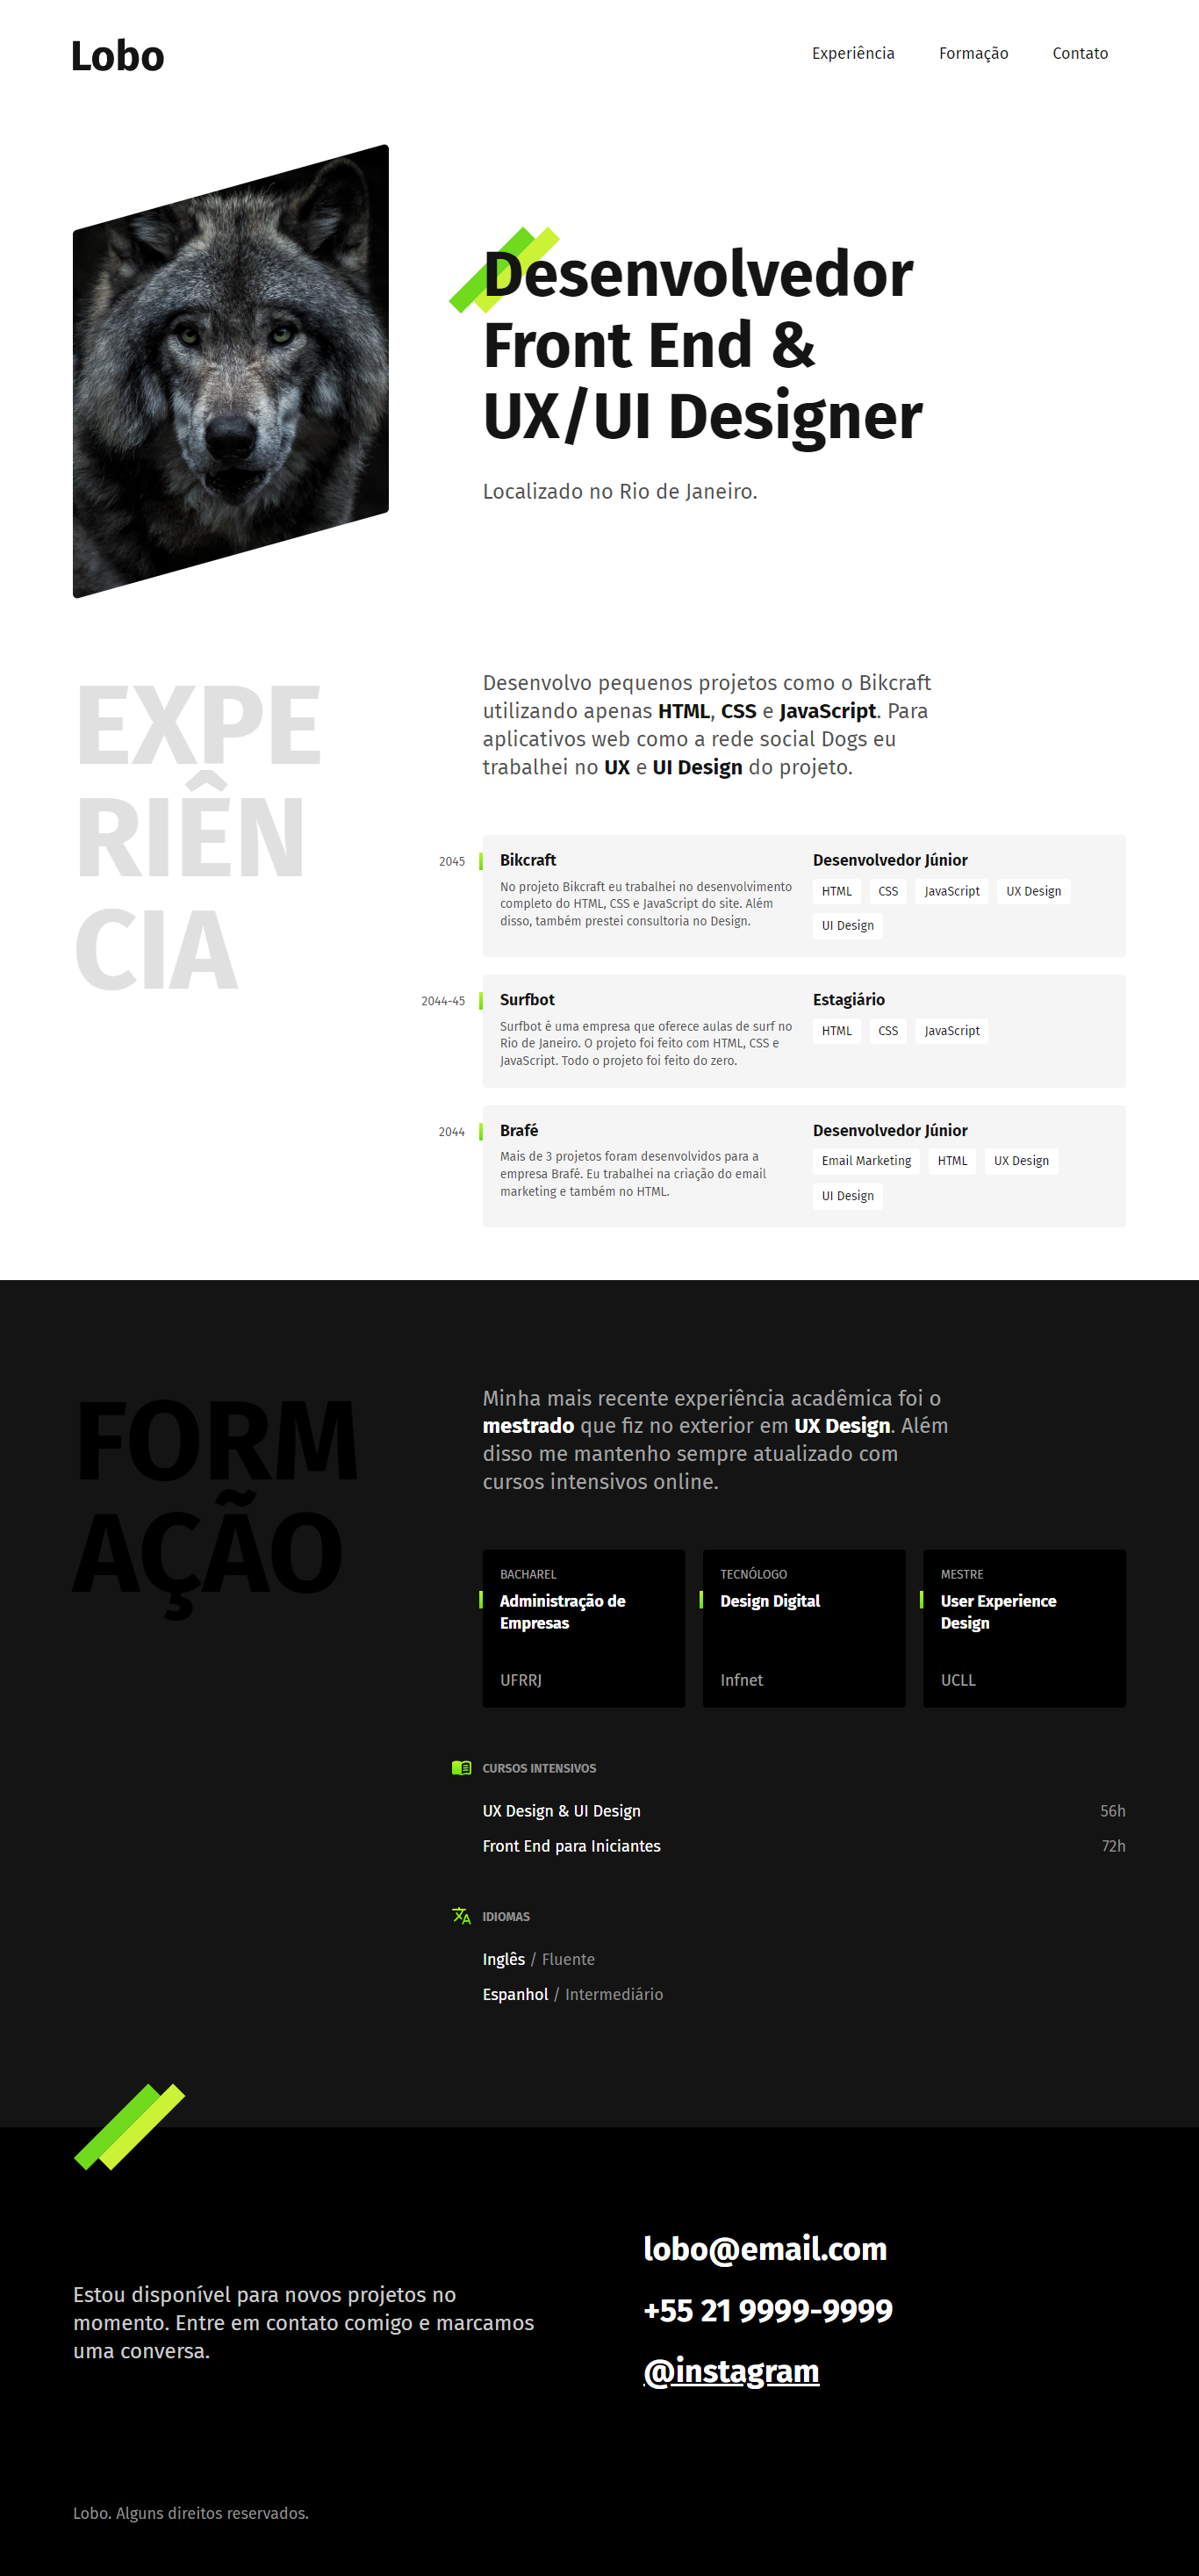 Lobo
Experiência
Formação
Contato
Desenvolvedor
Front End &
UX/UI Designer
Localizado no Rio de Janeiro.
EXPE
RIÊN
CIA
Desenvolvo pequenos projetos como o Bikcraft
utilizando apenas HTML, CSS e JavaScript. Para
aplicativos web como a rede social Dogs eu
trabalhei no UX e UI Design do projeto.
2045
Bikcraft
No projeto Bikcraft eu trabalhei no desenvolvimento
completo do HTML, CSS e JavaScript do site. Além
disso, também prestei consultoria no Design.
Desenvolvedor Júnior
HTML
CSS
JavaScript
UX Design
UI Design
2044-45
Surfbot
Surfbot é uma empresa que oferece aulas de surf no
Rio de Janeiro. O projeto foi feito com HTML, CSS e
JavaScript. Todo o projeto foi feito do zero.
Estagiário
HTML
CSS
JavaScript
2044
Brafé
Mais de 3 projetos foram desenvolvidos para a
empresa Brafé. Eu trabalhei na criação do email
marketing e também no HTML.
Desenvolvedor Júnior
Email Marketing
HTML
UX Design
UI Design
FORM
AÇÃO
Minha mais recente experiência acadêmica foi o
mestrado que fiz no exterior em UX Design. Além
disso me mantenho sempre atualizado com
cursos intensivos online.
BACHAREL
Administração de
Empresas
UFRRJ
TECNÓLOGO
Design Digital
Infnet
MESTRE
User Experience
Design
UCLL
CURSOS INTENSIVOS
UX Design & UI Design 56h
Front End para Iniciantes 72h
IDIOMAS
Inglês / Fluente
Espanhol / Intermediário
Estou disponível para novos projetos no
momento. Entre em contato comigo e marcamos
uma conversa.
lobo@email.com
+55 21 9999-9999
@instagram
Lobo. Alguns direitos reservados.